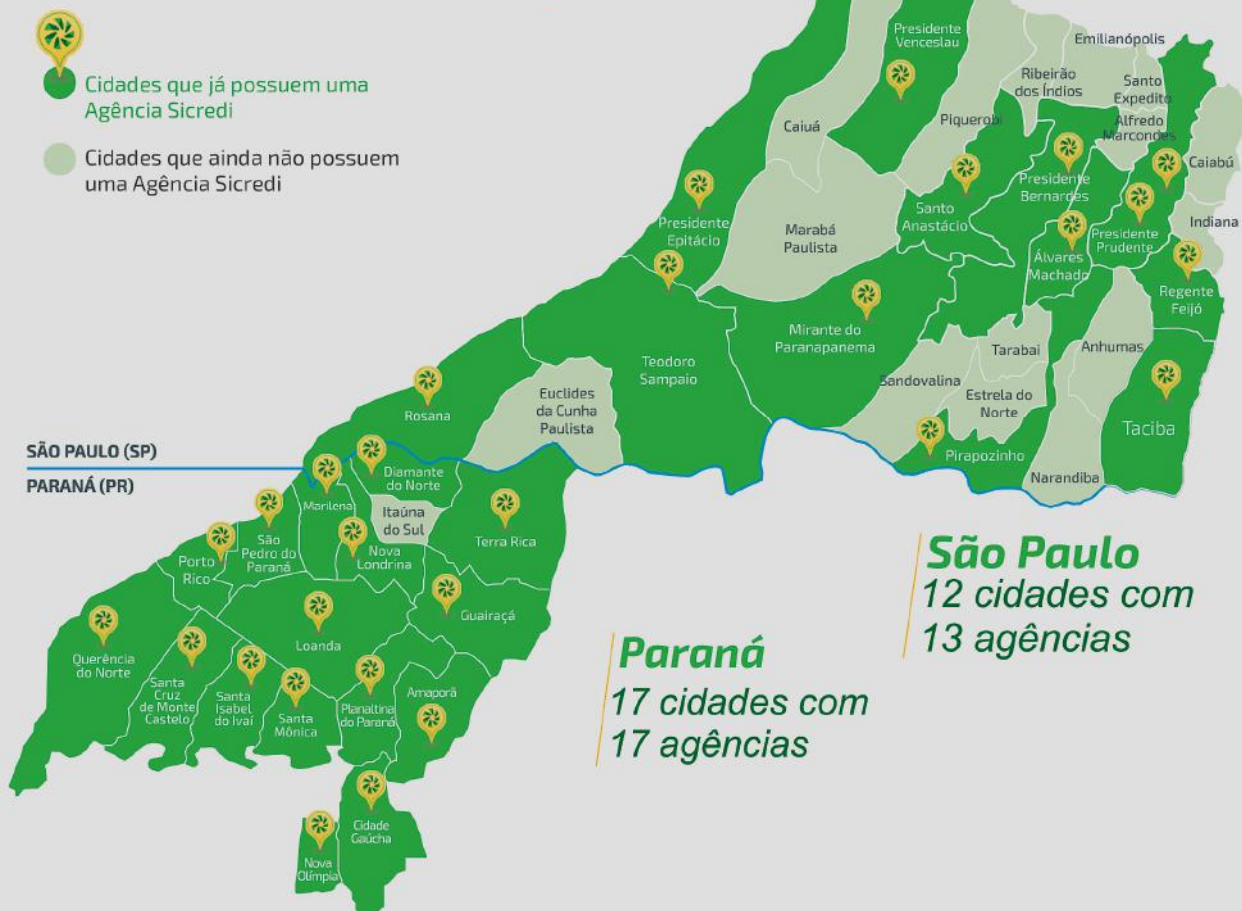 Cidades que já possuem uma
Agência Sicredi
Cidades que ainda não possuem
uma Agência Sicredi
Presidente
Venceslau
Emilianópolis
Ribeirão
dos Índios
Santo
Expedito
Piquerobi
Caiuá
Alfredo
Marcondes
Caiabú
Presidente
Bernardes
Presidente
Epitácio
Marabá
Paulista
Santo
Anastácio
Indiana
Presidente
Prudente
Álvares
Machado
Regente
Feijó
Mirante do
Paranapanema
Tarabai
Anhumas
Teodoro
Sampaio
Sandovalina
Estrela do
Norte
Rosana
Euclides
da Cunha
Paulista
Taciba
SÃO PAULO (SP)
PARANÁ (PR)
Pirapozinho
Narandiba
Diamante
do Norte
Marilena
Itaúna
do Sul
São
Pedro do
Paraná
Terra Rica
Porto
Rico
Nova
Londrina
Guairaçá
Loanda
Querência
do Norte
Santa
Cruz
de Monte
Castelo
Santa
Isabel
do Ivaí
Santa
Mônica
Planaltina
do Paraná
Amaporã
Cidade
Gaúcha
Nova
Olímpia
São Paulo
12 cidades com
13 agências
Paraná
17 cidades com
17 agências